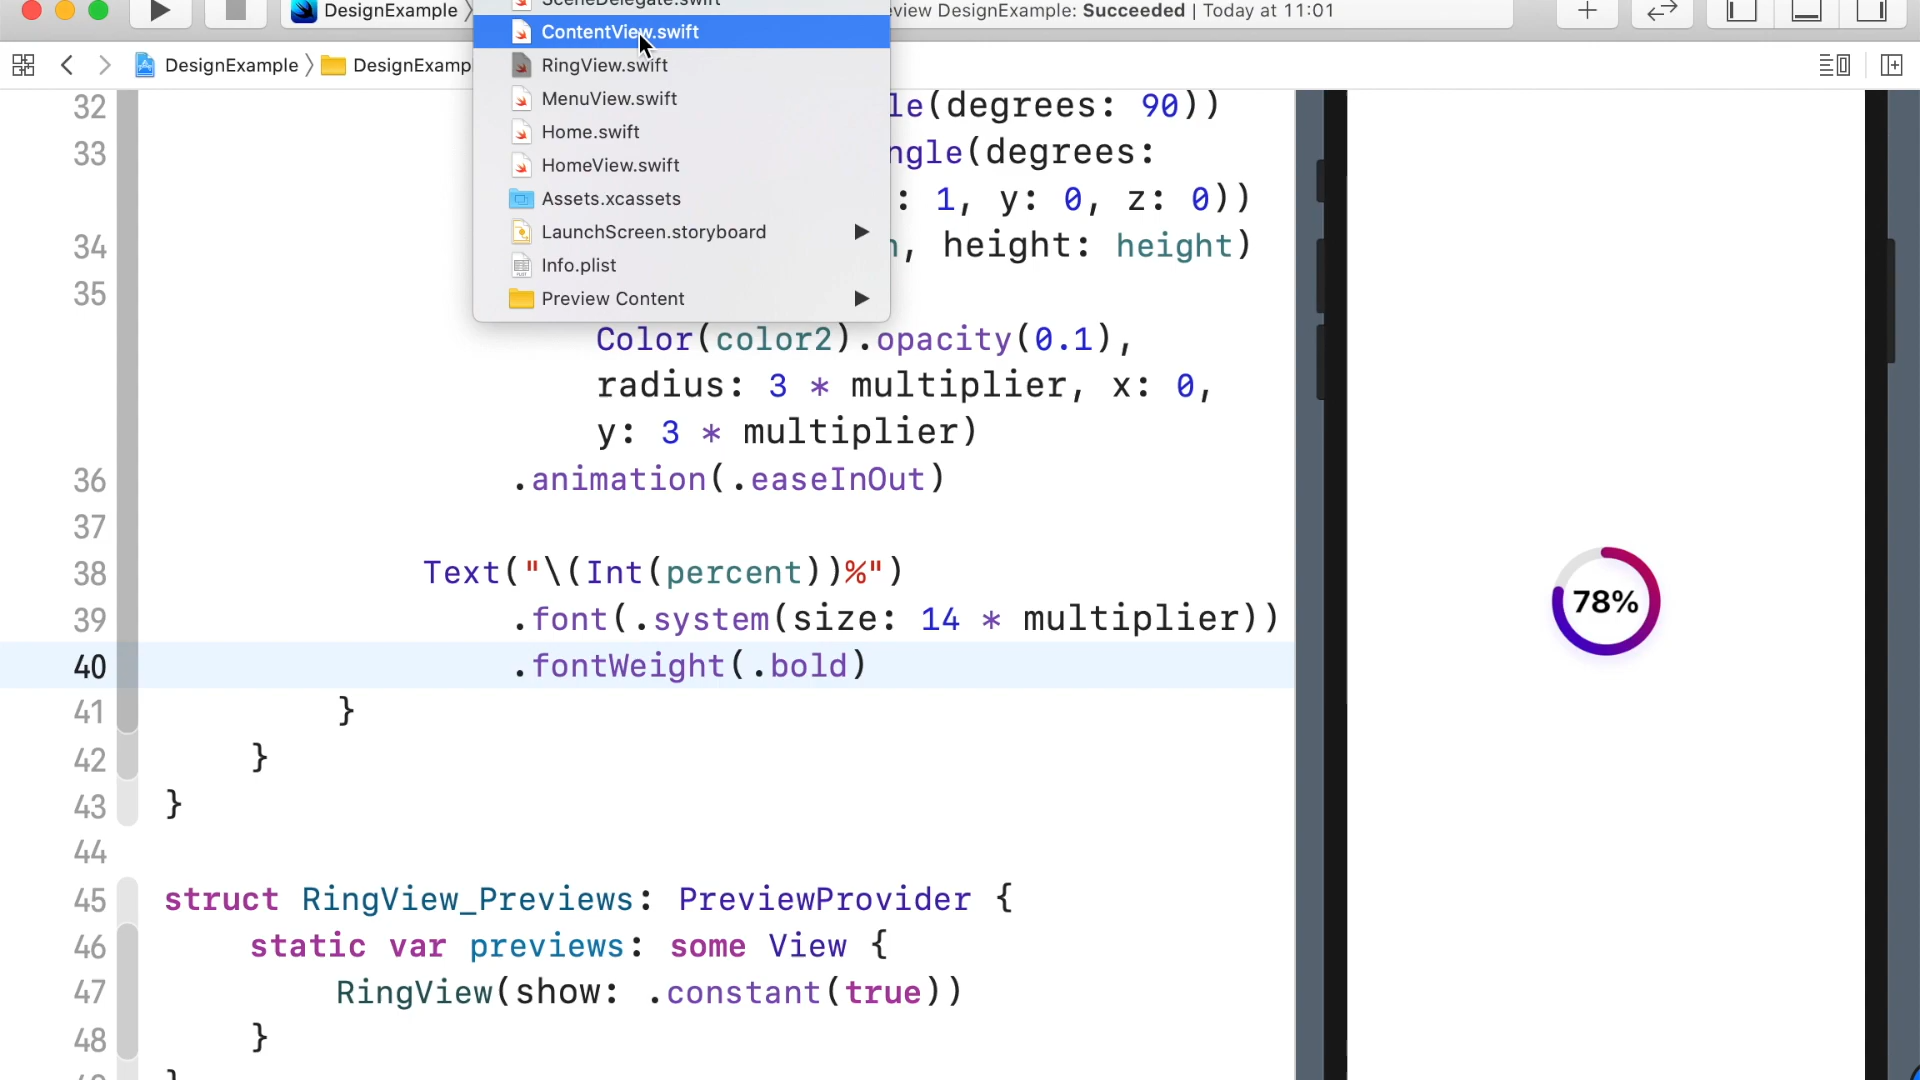 DesignExample
SceneDelegate.swift
view DesignExample: Succeeded | Today at 11:01
ContentView.swift
DesignExample
DesignExamp
RingView.swift
MenuView.swift
Home.swift
HomeView.swift
Assets.xcassets
LaunchScreen.storyboard
Info.plist
Preview Content
32 le(degrees: 90))
33 ngle(degrees:
: 1, y: 0, z: 0))
34 , height: height)
35
Color(color2).opacity(0.1),
radius: 3 * multiplier, x: 0,
y: 3 * multiplier)
36 .animation(.easeInOut)
37
38 Text("\(Int(percent))%")
39 .font(.system(size: 14 * multiplier))
40 .fontWeight(.bold)
41 }
42 }
43 }
44
45 struct RingView_Previews: PreviewProvider {
46 static var previews: some View {
47 RingView(show: .constant(true))
48 }
78%